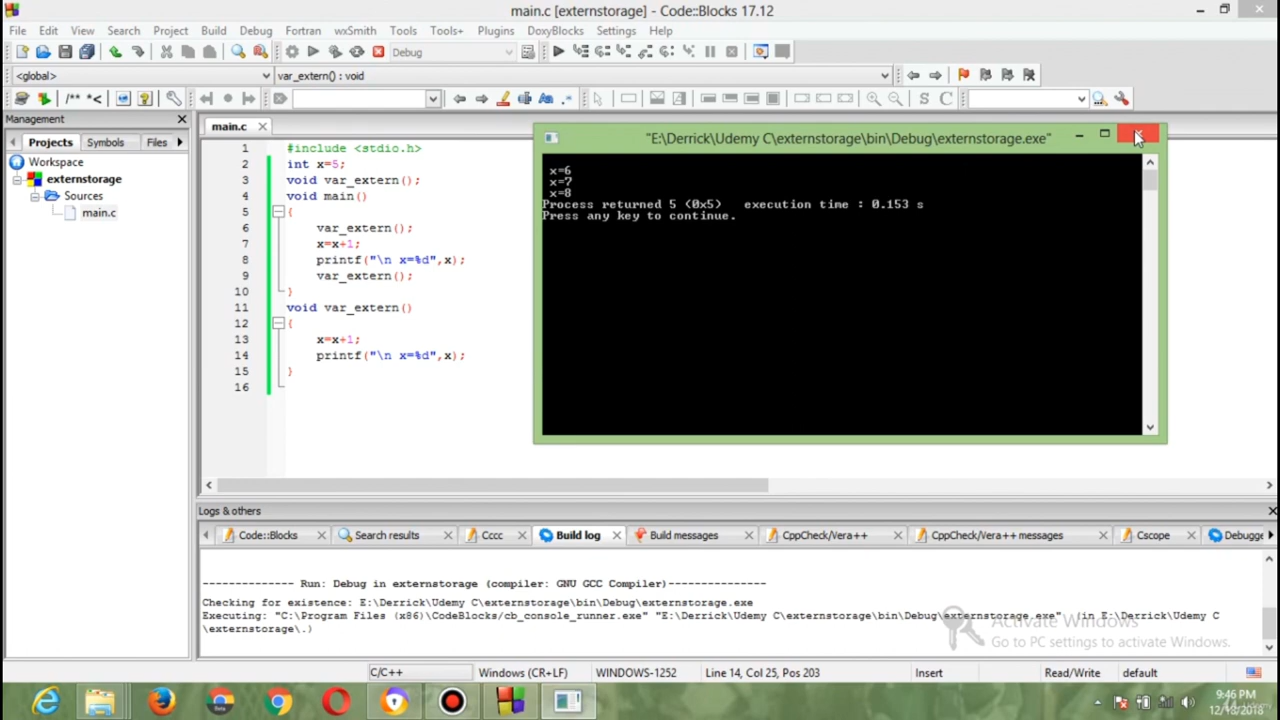 main.c [externstorage] - Code::Blocks 17.12
File Edit View Search Project Build Debug Fortran wxSmith Tools Tools+ Plugins DoxyBlocks Settings Help
Debug
<global>
var_extern() : void
/** *<
Aa .*
S C
Management
Projects Symbols Files
Workspace
externstorage
Sources
main.c
main.c
1 #include <stdio.h>
2 int x=5;
3 void var_extern();
4 void main()
5 {
6 var_extern();
7 x=x+1;
8 printf("\n x=%d",x);
9 var_extern();
10 }
11 void var_extern()
12 {
13 x=x+1;
14 printf("\n x=%d",x);
15 }
16
"E:\Derrick\Udemy C\externstorage\bin\Debug\externstorage.exe"
x=6
x=7
x=8
Process returned 5 (0x5) execution time : 0.153 s
Press any key to continue.
Logs & others
Code::Blocks Search results Cccc Build log Build messages CppCheck/Vera++ CppCheck/Vera++ messages Cscope Debugge
-------------- Run: Debug in externstorage (compiler: GNU GCC Compiler)---------------
Checking for existence: E:\Derrick\Udemy C\externstorage\bin\Debug\externstorage.exe
Executing: "C:\Program Files (x86)\CodeBlocks/cb_console_runner.exe" "E:\Derrick\Udemy C\externstorage\bin\Debug\externstorage.exe" (in E:\Derrick\Udemy C
\externstorage\.)
Activate Windows
Go to PC settings to activate Windows.
C/C++ Windows (CR+LF) WINDOWS-1252 Line 14, Col 25, Pos 203 Insert Read/Write default
9:46 PM